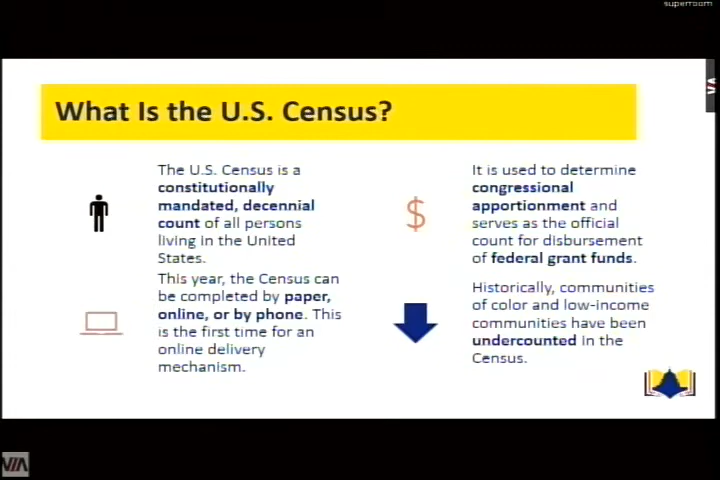 superroom
What Is the U.S. Census?
The U.S. Census is a
constitutionally
mandated, decennial
count of all persons
living in the United
States.
This year, the Census can
be completed by paper,
online, or by phone. This
is the first time for an
online delivery
mechanism.
$
It is used to determine
congressional
apportionment and
serves as the official
count for disbursement
of federal grant funds.
Historically, communities
of color and low-income
communities have been
undercounted in the
Census.
VIA